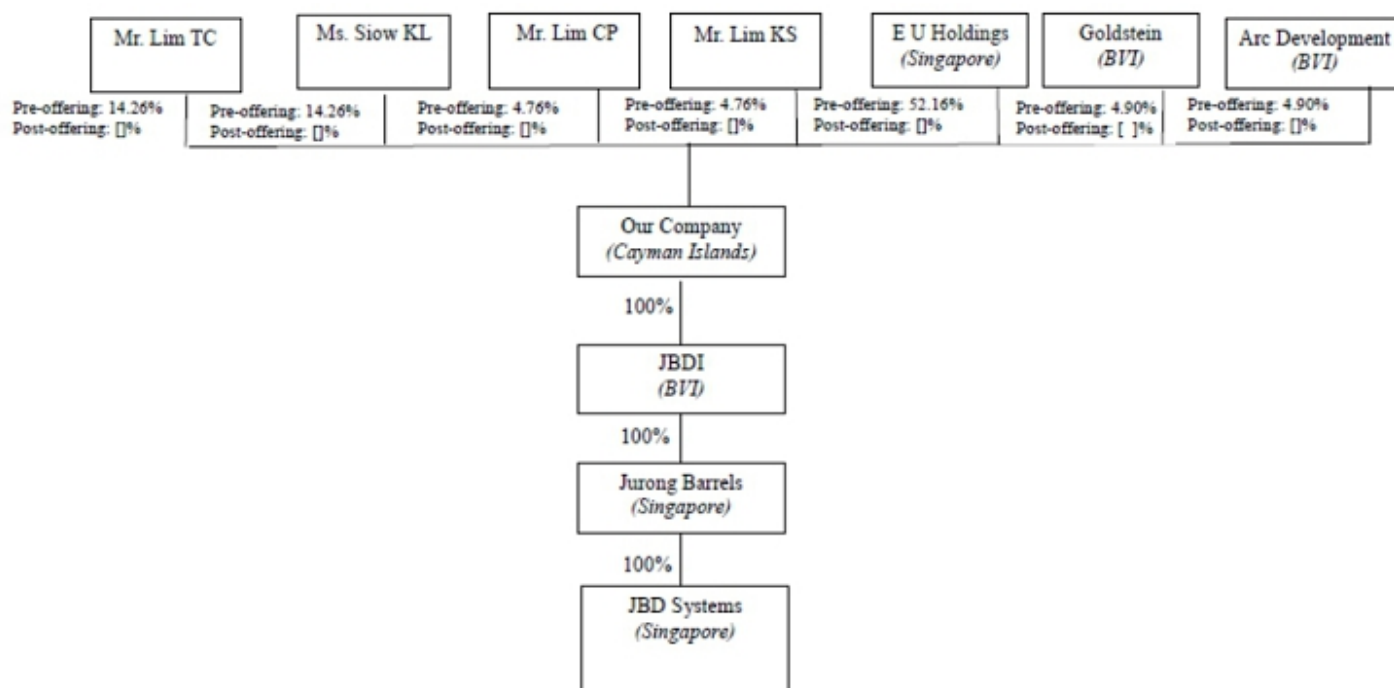 Mr. Lim TC
Ms. Siow KL
Mr. Lim CP
Mr. Lim KS
E U Holdings
(Singapore)
Goldstein
(BVI)
Arc Development
(BVI)
Pre-offering: 14.26%
Post-offering: []%
Pre-offering: 14.26%
Post-offering: []%
Pre-offering: 4.76%
Post-offering: []%
Pre-offering: 4.76%
Post-offering: []%
Pre-offering: 52.16%
Post-offering: []%
Pre-offering: 4.90%
Post-offering: [ ]%
Pre-offering: 4.90%
Post-offering: []%
Our Company
(Cayman Islands)
100%
JBDI
(BVI)
100%
Jurong Barrels
(Singapore)
100%
JBD Systems
(Singapore)